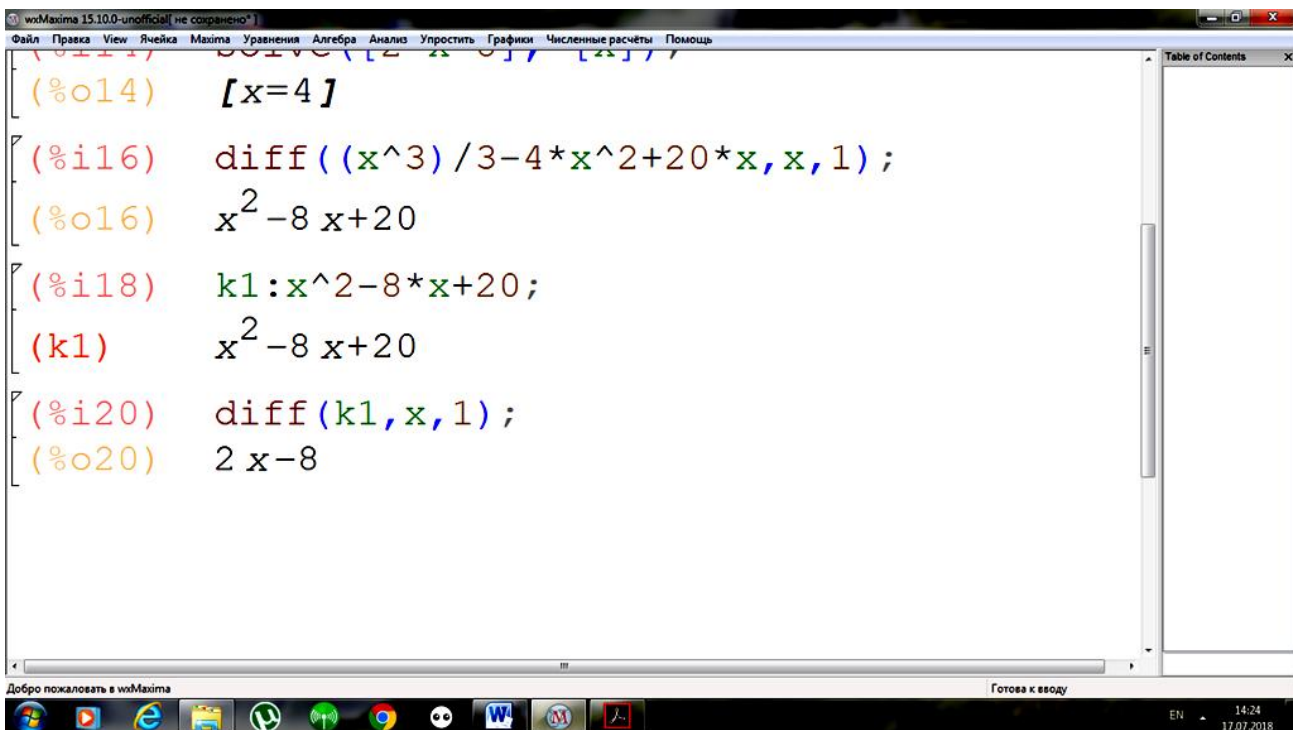 wxMaxima 15.10.0-unofficial[ не сохранено* ]
Файл Правка View Ячейка Maxima Уравнения Алгебра Анализ Упростить Графики Численные расчёты Помощь
Table of Contents
(%o14) [x=4]
(%i16) diff((x^3)/3-4*x^2+20*x,x,1);
(%o16) x²-8 x+20
(%i18) k1:x^2-8*x+20;
(k1) x²-8 x+20
(%i20) diff(k1,x,1);
(%o20) 2 x-8
Добро пожаловать в wxMaxima Готова к вводу
EN 14:24
17.07.2018